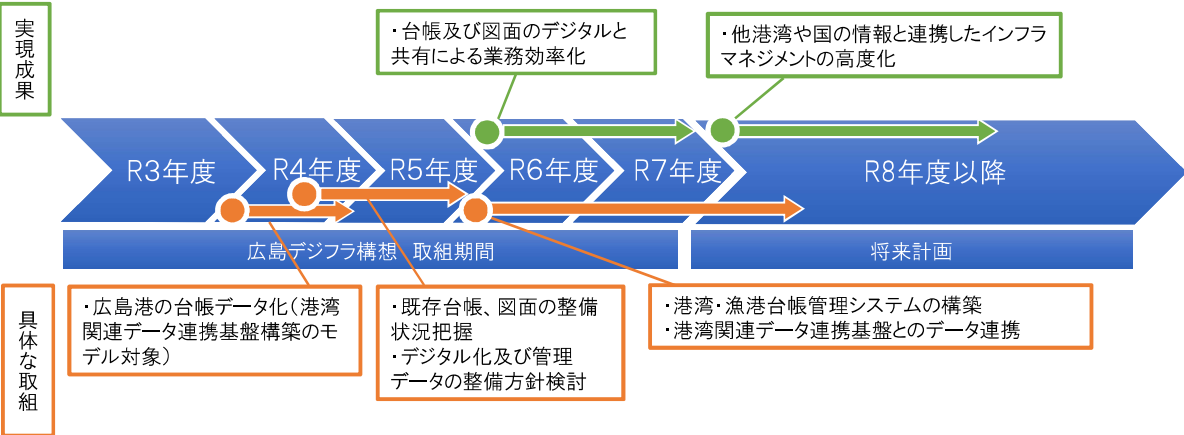 実現成果
・台帳及び図面のデジタルと
共有による業務効率化
・他港湾や国の情報と連携したインフラ
マネジメントの高度化
R3年度
R4年度
R5年度
R6年度
R7年度
R8年度以降
広島デジフラ構想 取組期間
将来計画
具体な取組
・広島港の台帳データ化(港湾
関連データ連携基盤構築のモ
デル対象)
・既存台帳、図面の整備
状況把握
・デジタル化及び管理
データの整備方針検討
・港湾・漁港台帳管理システムの構築
・港湾関連データ連携基盤とのデータ連携